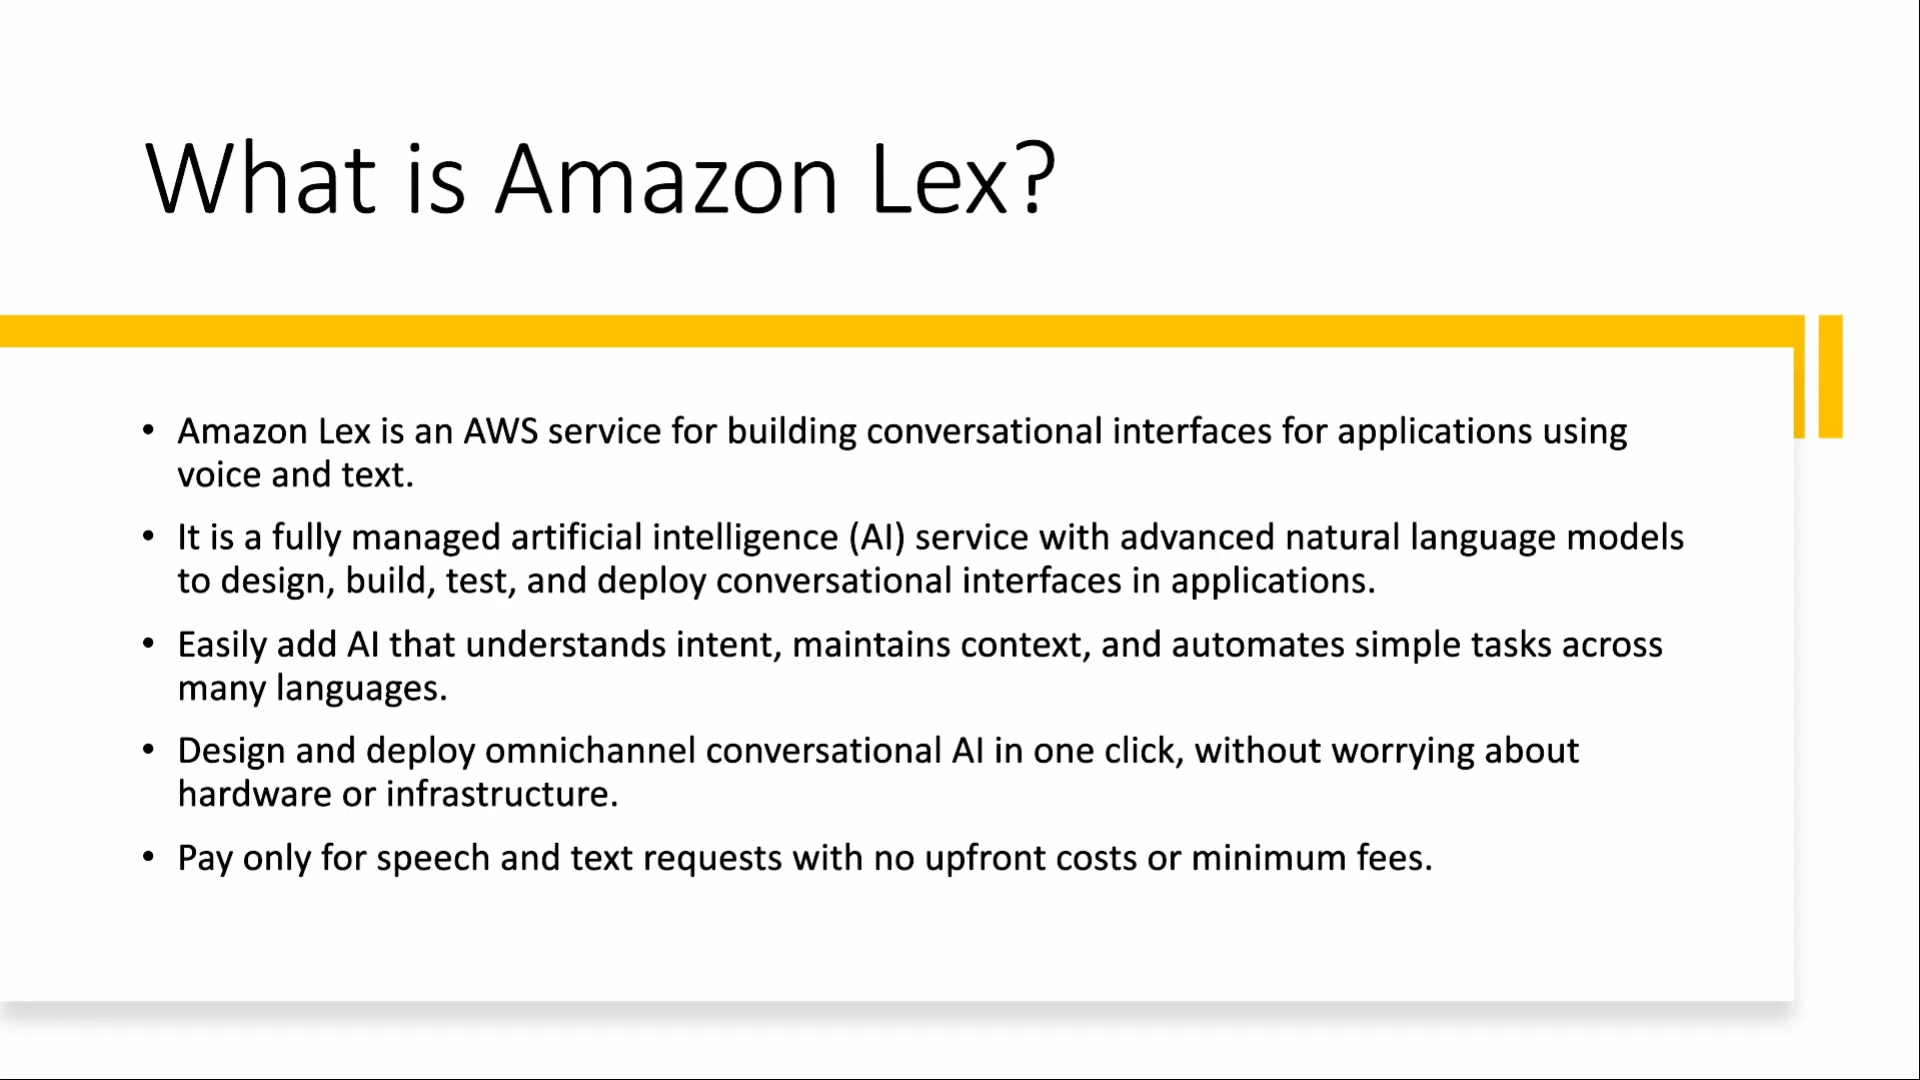 What is Amazon Lex?
• Amazon Lex is an AWS service for building conversational interfaces for applications using
voice and text.
• It is a fully managed artificial intelligence (AI) service with advanced natural language models
to design, build, test, and deploy conversational interfaces in applications.
• Easily add AI that understands intent, maintains context, and automates simple tasks across
many languages.
• Design and deploy omnichannel conversational AI in one click, without worrying about
hardware or infrastructure.
• Pay only for speech and text requests with no upfront costs or minimum fees.